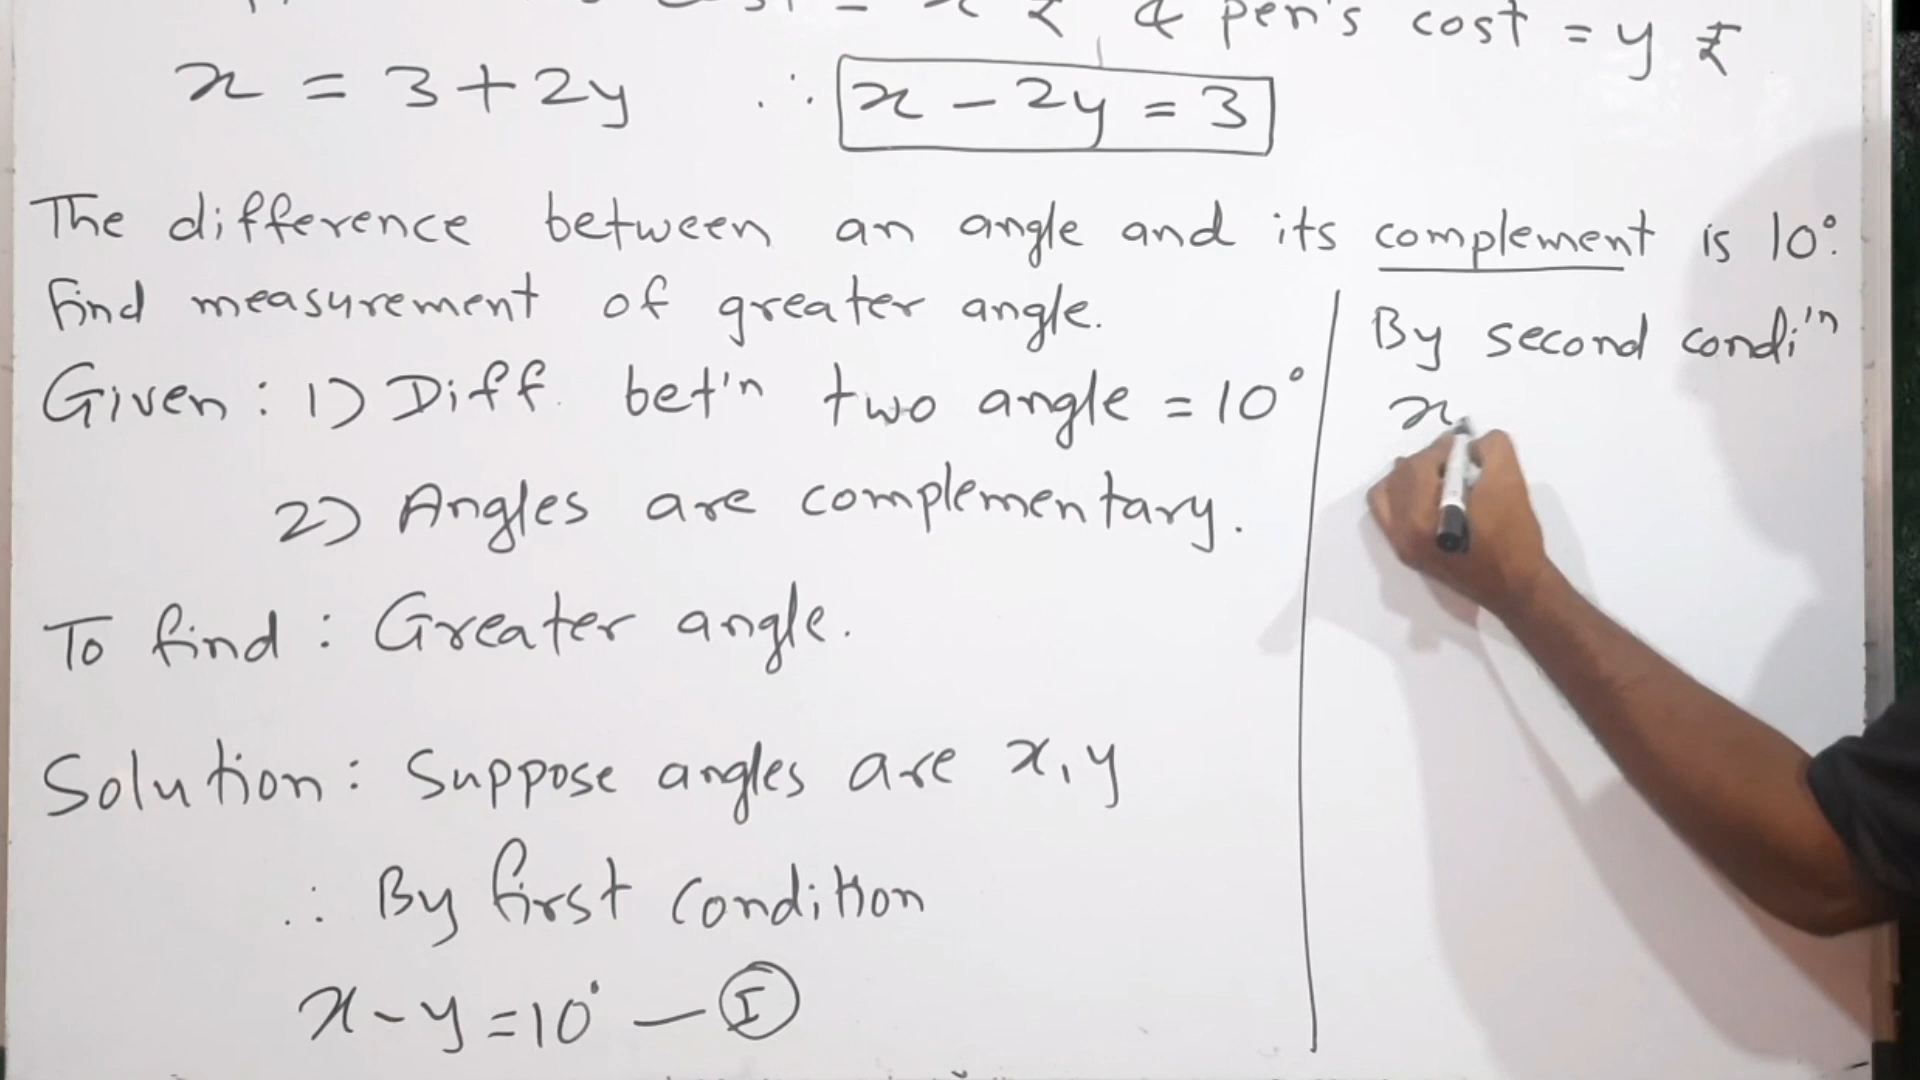 & pen's cost = y ₹
x = 3+2y ∴ x - 2y = 3
The difference between an angle and its complement is 10°.
Find measurement of greater angle.
Given : 1) Diff. bet'n two angle = 10°
2) Angles are complementary.
To find : Greater angle.
Solution : Suppose angles are x, y
∴ By first condition
x - y = 10° — Ⓘ
By second condi'n
x